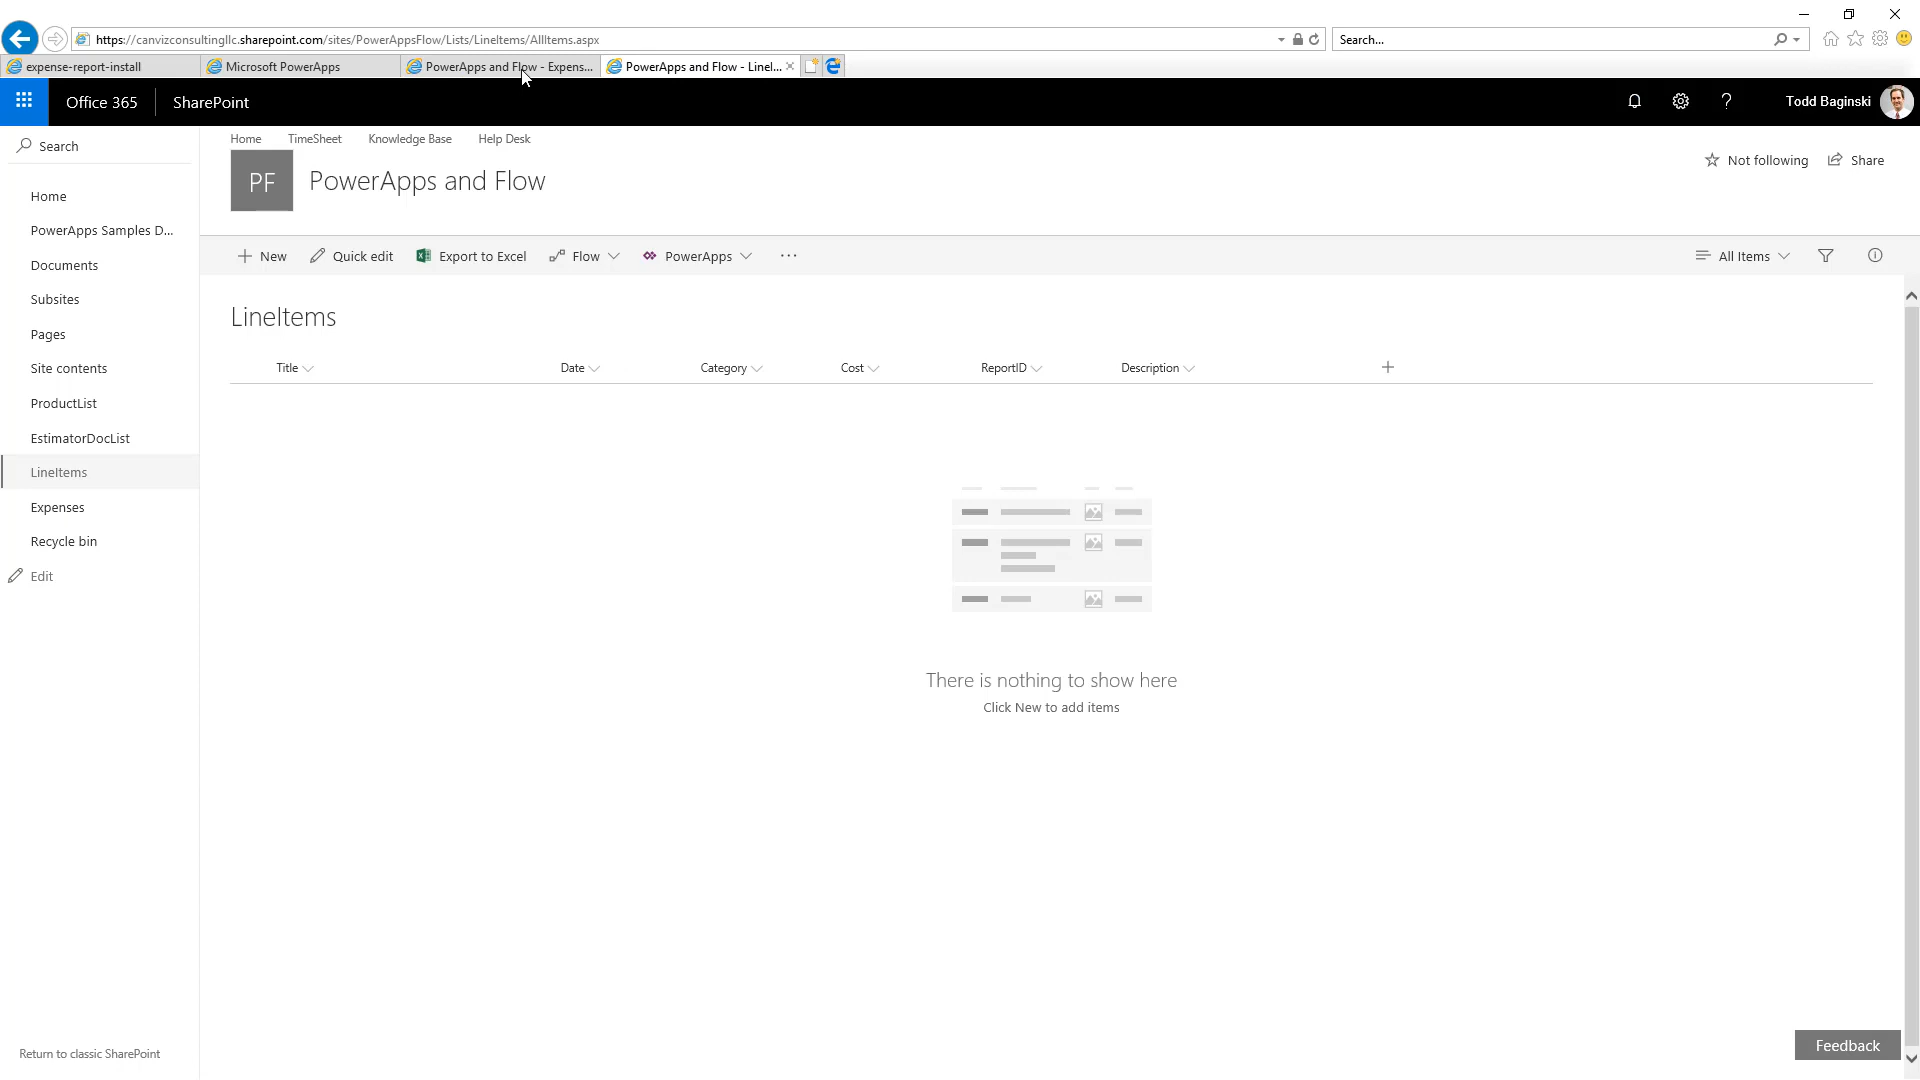 https://canvizconsultingllc.sharepoint.com/sites/PowerAppsFlow/Lists/LineItems/AllItems.aspx
Search...
expense-report-install
Microsoft PowerApps
PowerApps and Flow - Expens...
PowerApps and Flow - LineI...
Office 365
SharePoint
?
Todd Baginski
Search
Home
TimeSheet
Knowledge Base
Help Desk
PF
PowerApps and Flow
Not following
Share
Home
PowerApps Samples D...
Documents
Subsites
Pages
Site contents
ProductList
EstimatorDocList
LineItems
Expenses
Recycle bin
Edit
Return to classic SharePoint
New
Quick edit
Export to Excel
Flow
PowerApps
...
All Items
LineItems
Title
Date
Category
Cost
ReportID
Description
There is nothing to show here
Click New to add items
Feedback